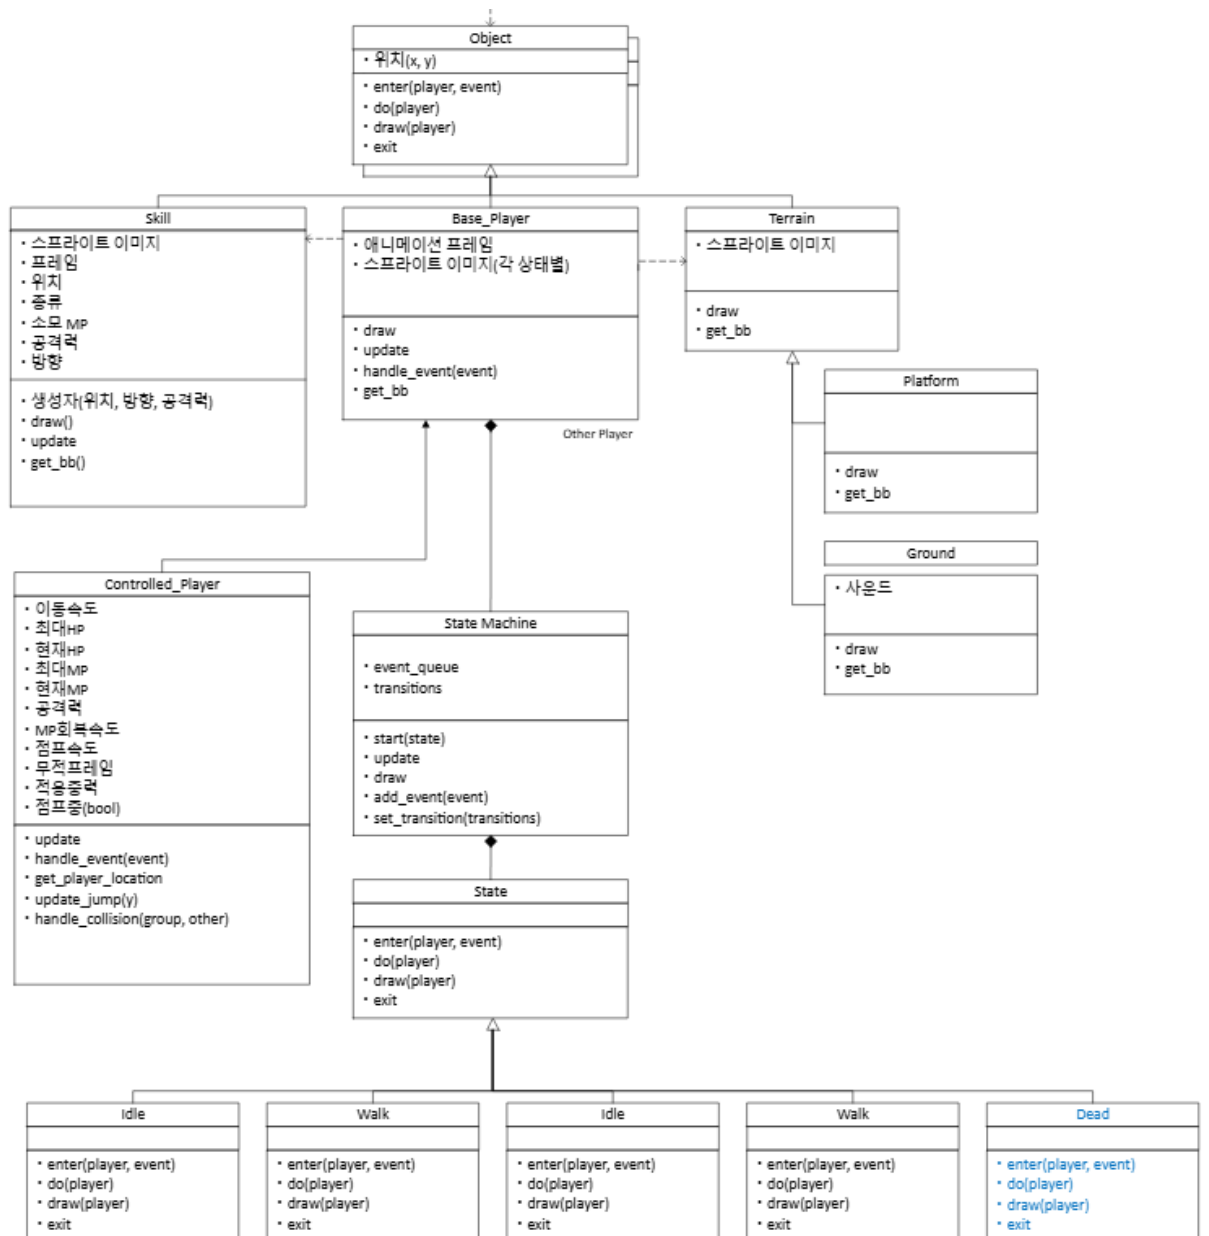 Object
· 위치(x, y)
· enter(player, event)
· do(player)
· draw(player)
· exit
Skill
· 스프라이트 이미지
· 프레임
· 위치
· 종류
· 소모 MP
· 공격력
· 방향
· 생성자(위치, 방향, 공격력)
· draw()
· update
· get_bb()
Base_Player
· 애니메이션 프레임
· 스프라이트 이미지(각 상태별)
· draw
· update
· handle_event(event)
· get_bb
Other Player
Terrain
· 스프라이트 이미지
· draw
· get_bb
Platform
· draw
· get_bb
Ground
· 사운드
· draw
· get_bb
Controlled_Player
· 이동속도
· 최대HP
· 현재HP
· 최대MP
· 현재MP
· 공격력
· MP회복속도
· 점프속도
· 무적프레임
· 적용중력
· 점프중(bool)
· update
· handle_event(event)
· get_player_location
· update_jump(y)
· handle_collision(group, other)
State Machine
· event_queue
· transitions
· start(state)
· update
· draw
· add_event(event)
· set_transition(transitions)
State
· enter(player, event)
· do(player)
· draw(player)
· exit
Idle
· enter(player, event)
· do(player)
· draw(player)
· exit
Walk
· enter(player, event)
· do(player)
· draw(player)
· exit
Idle
· enter(player, event)
· do(player)
· draw(player)
· exit
Walk
· enter(player, event)
· do(player)
· draw(player)
· exit
Dead
· enter(player, event)
· do(player)
· draw(player)
· exit